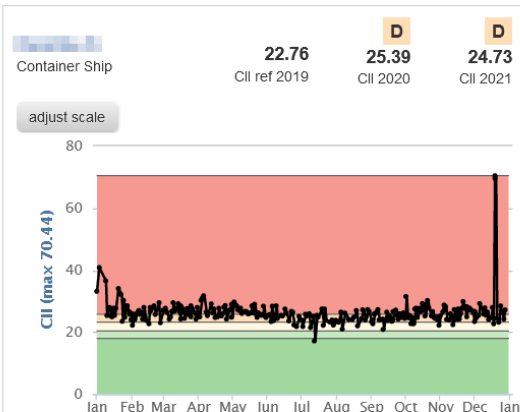 D D
22.76 25.39 24.73
Container Ship CII ref 2019 CII 2020 CII 2021
adjust scale
80
60
40
20
0
CII (max 70.44)
Jan Feb Mar Apr May Jun Jul Aug Sep Oct Nov Dec Jan